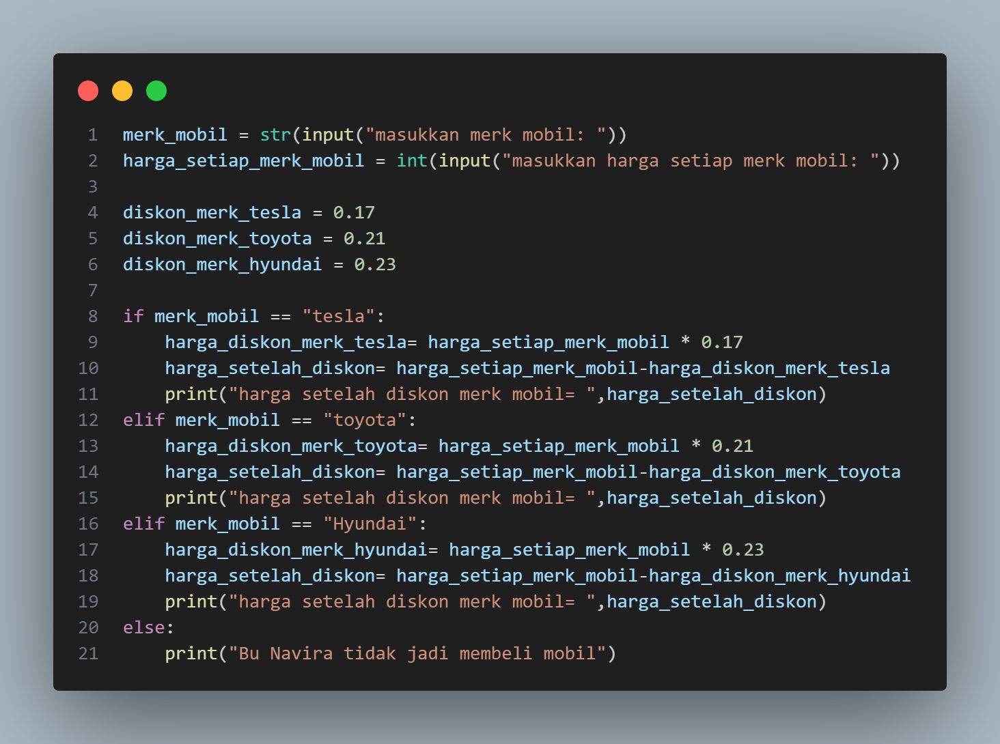 1 merk_mobil = str(input("masukkan merk mobil: "))
2 harga_setiap_merk_mobil = int(input("masukkan harga setiap merk mobil: "))
3
4 diskon_merk_tesla = 0.17
5 diskon_merk_toyota = 0.21
6 diskon_merk_hyundai = 0.23
7
8 if merk_mobil == "tesla":
9     harga_diskon_merk_tesla= harga_setiap_merk_mobil * 0.17
10     harga_setelah_diskon= harga_setiap_merk_mobil-harga_diskon_merk_tesla
11     print("harga setelah diskon merk mobil= ",harga_setelah_diskon)
12 elif merk_mobil == "toyota":
13     harga_diskon_merk_toyota= harga_setiap_merk_mobil * 0.21
14     harga_setelah_diskon= harga_setiap_merk_mobil-harga_diskon_merk_toyota
15     print("harga setelah diskon merk mobil= ",harga_setelah_diskon)
16 elif merk_mobil == "Hyundai":
17     harga_diskon_merk_hyundai= harga_setiap_merk_mobil * 0.23
18     harga_setelah_diskon= harga_setiap_merk_mobil-harga_diskon_merk_hyundai
19     print("harga setelah diskon merk mobil= ",harga_setelah_diskon)
20 else:
21     print("Bu Navira tidak jadi membeli mobil")